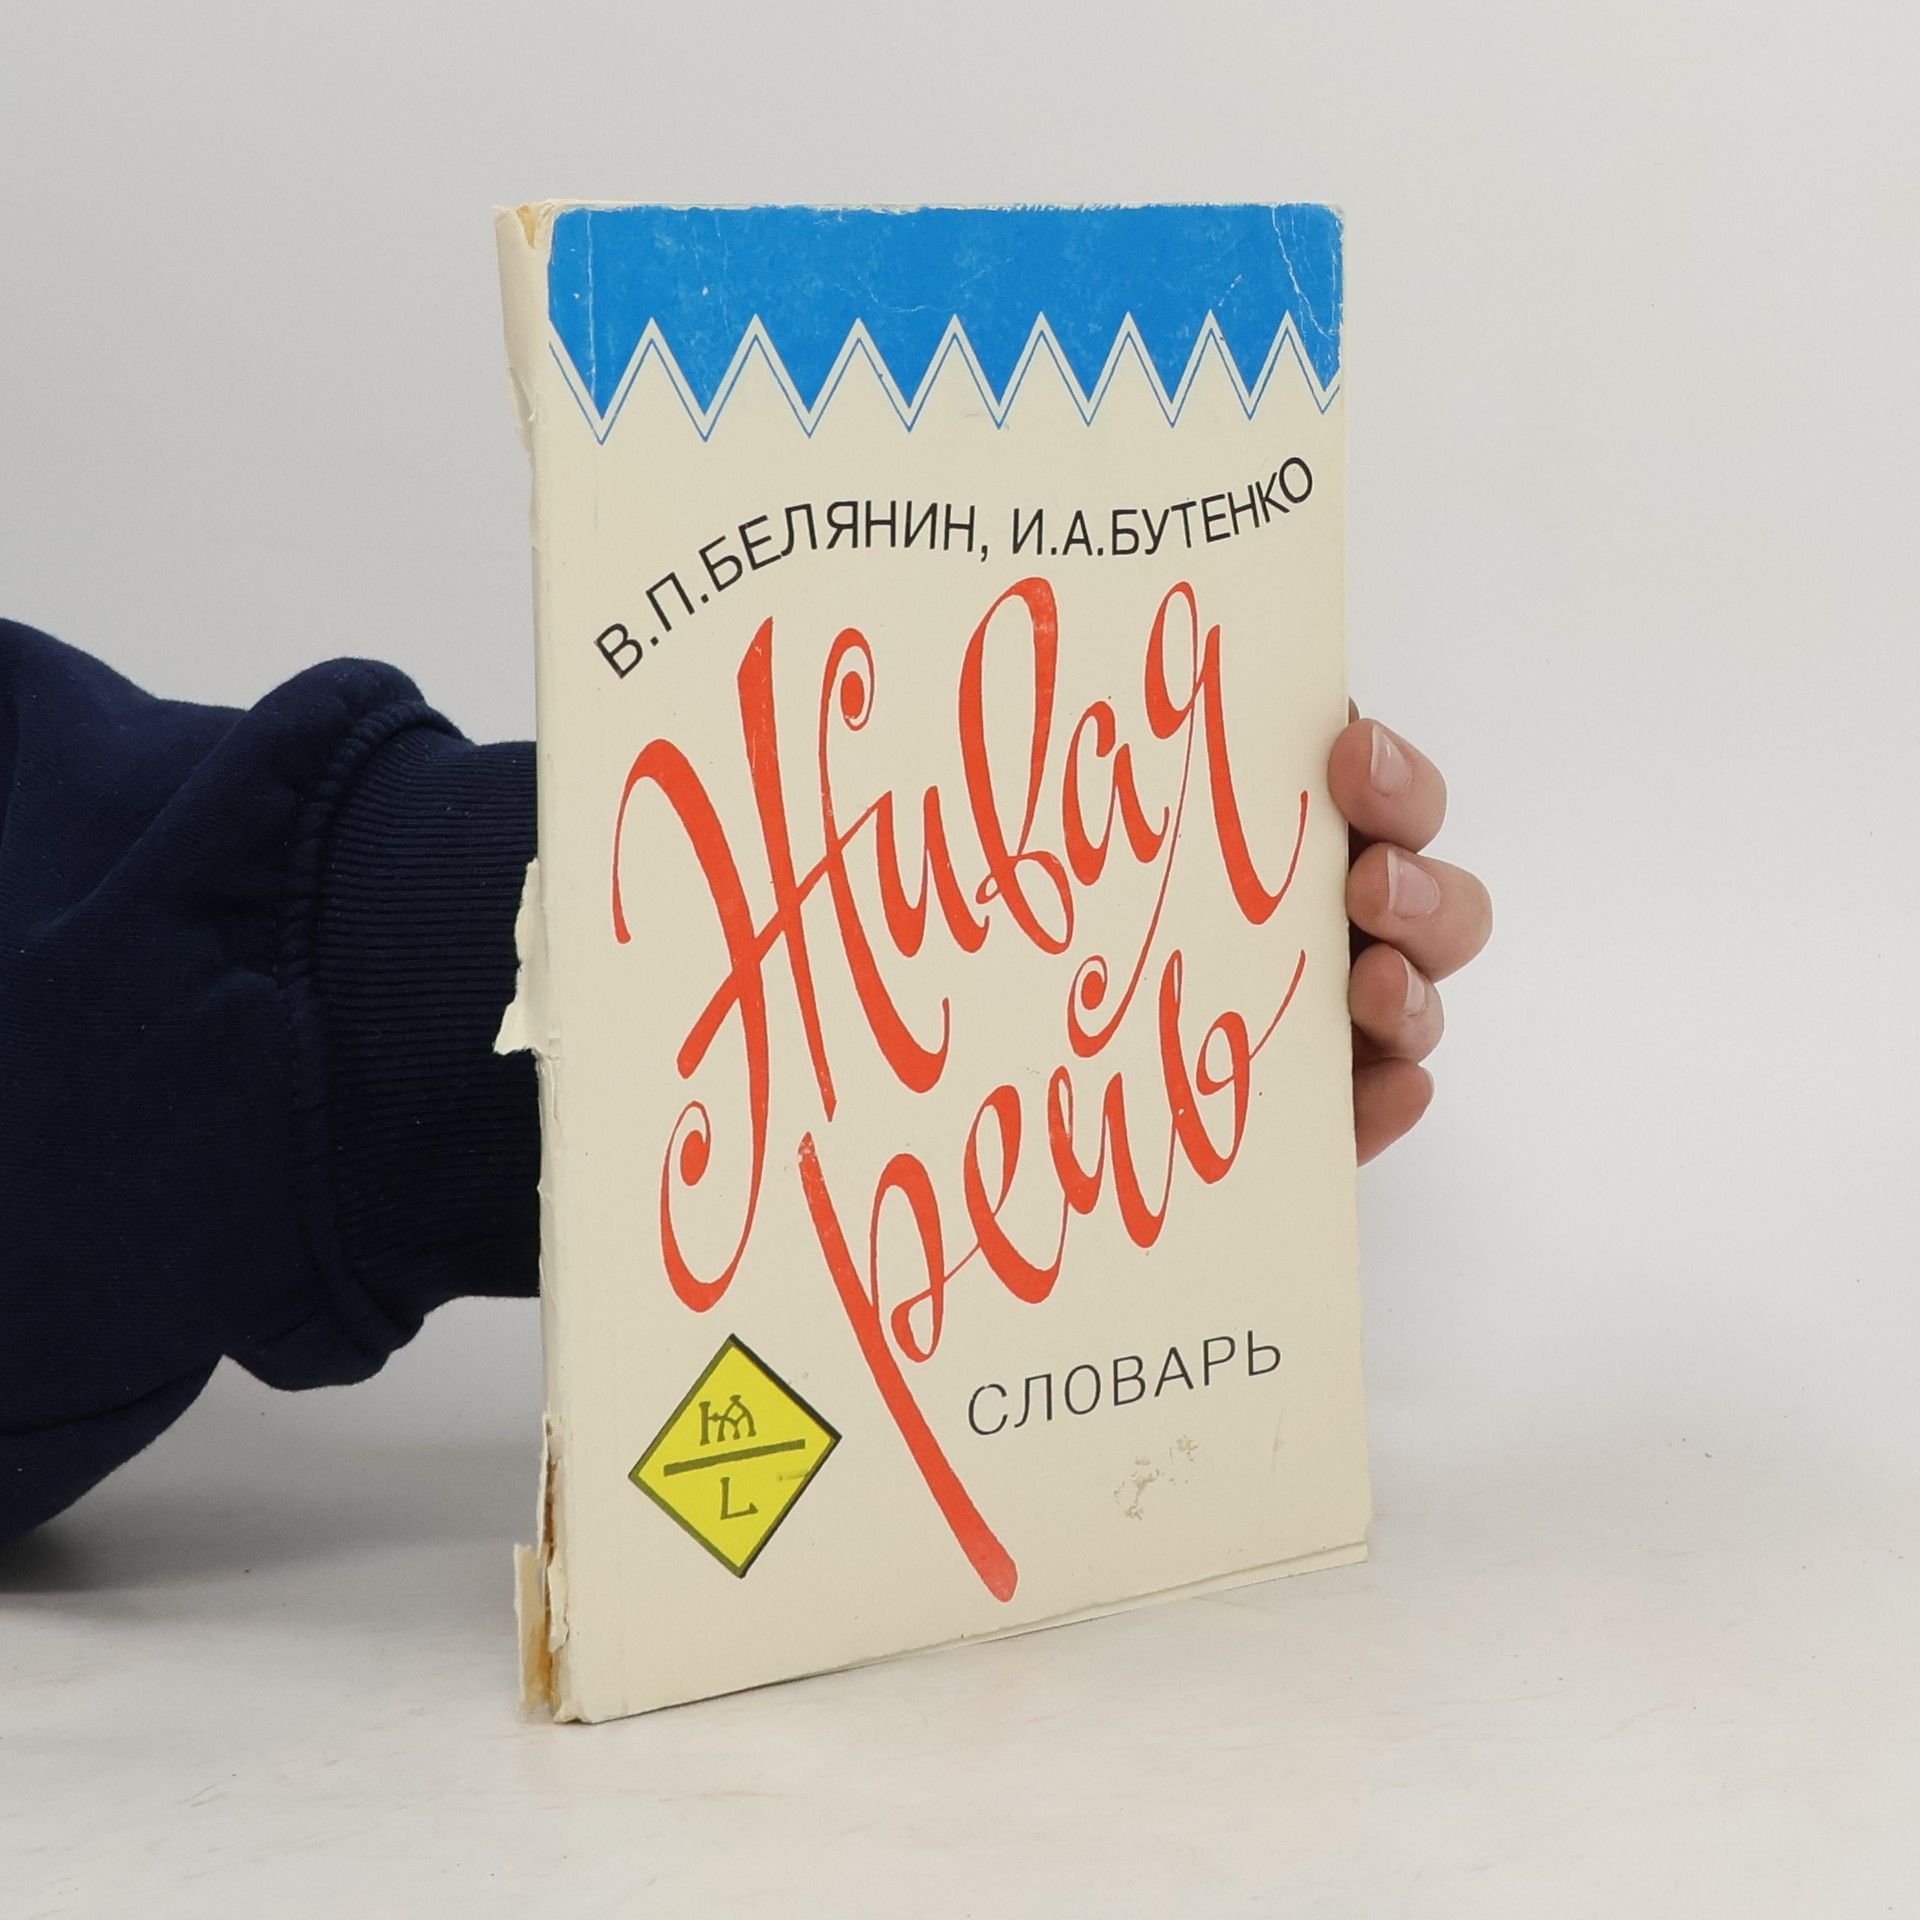 В.П.БЕЛЯНИН, И.А.БУТЕНКО
Живая
речь
СЛОВАРЬ
L